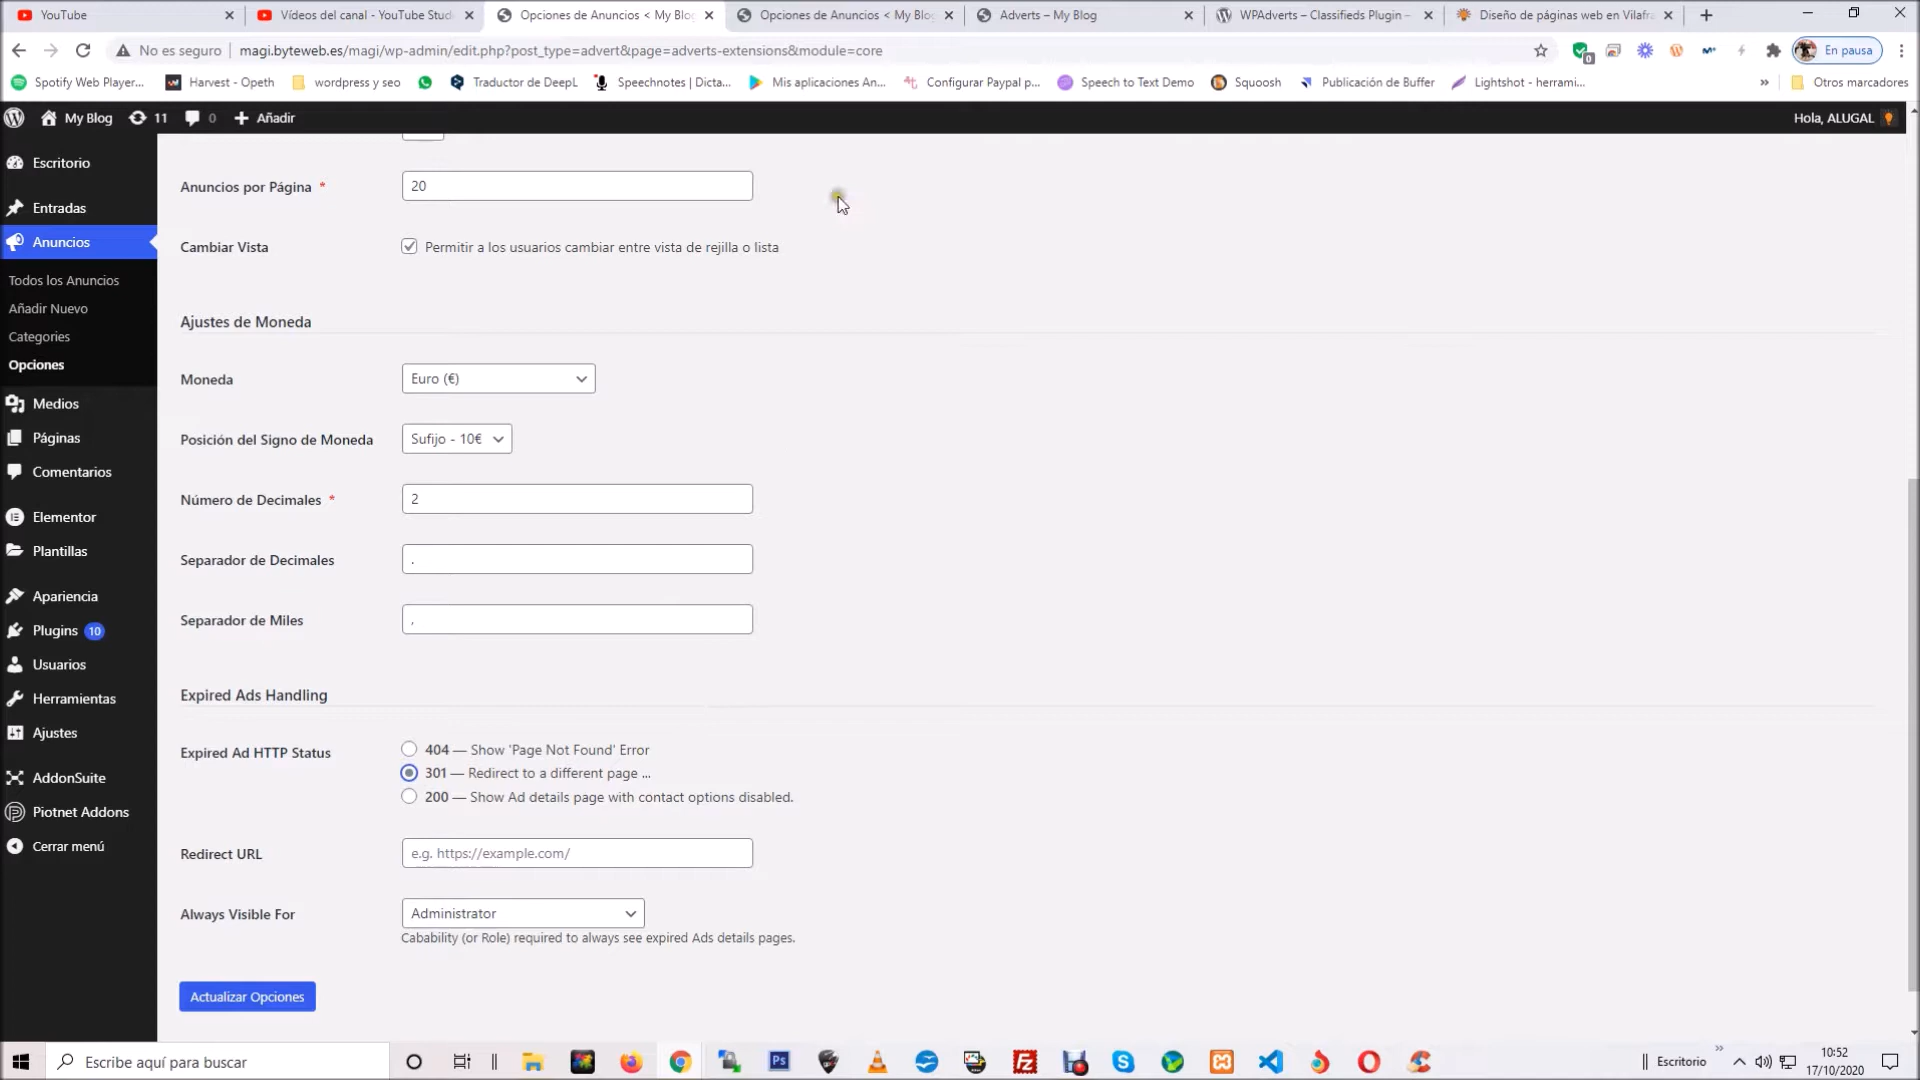 YouTube
Vídeos del canal - YouTube Stud
Opciones de Anuncios < My Blog
Opciones de Anuncios < My Blog
Adverts – My Blog
WPAdverts – Classifieds Plugin –
Diseño de páginas web en Vilafra
No es seguro
magi.byteweb.es/magi/wp-admin/edit.php?post_type=advert&page=adverts-extensions&module=core
0
En pausa
Spotify Web Player...
Harvest - Opeth
wordpress y seo
Traductor de DeepL
Speechnotes | Dicta...
Mis aplicaciones An...
Configurar Paypal p...
Speech to Text Demo
Squoosh
Publicación de Buffer
Lightshot - herrami...
»
Otros marcadores
My Blog
11
0
Añadir
Hola, ALUGAL
Escritorio
Entradas
Anuncios
Todos los Anuncios
Añadir Nuevo
Categories
Opciones
Medios
Páginas
Comentarios
Elementor
Plantillas
Apariencia
Plugins 10
Usuarios
Herramientas
Ajustes
AddonSuite
Piotnet Addons
Cerrar menú
Anuncios por Página *
20
Cambiar Vista
Permitir a los usuarios cambiar entre vista de rejilla o lista
Ajustes de Moneda
Moneda
Euro (€)
Posición del Signo de Moneda
Sufijo - 10€
Número de Decimales *
2
Separador de Decimales
.
Separador de Miles
,
Expired Ads Handling
Expired Ad HTTP Status
404 — Show 'Page Not Found' Error
301 — Redirect to a different page ...
200 — Show Ad details page with contact options disabled.
Redirect URL
e.g. https://example.com/
Always Visible For
Administrator
Cabability (or Role) required to always see expired Ads details pages.
Actualizar Opciones
Escribe aquí para buscar
Ps
Fz
Escritorio
»
10:52
17/10/2020